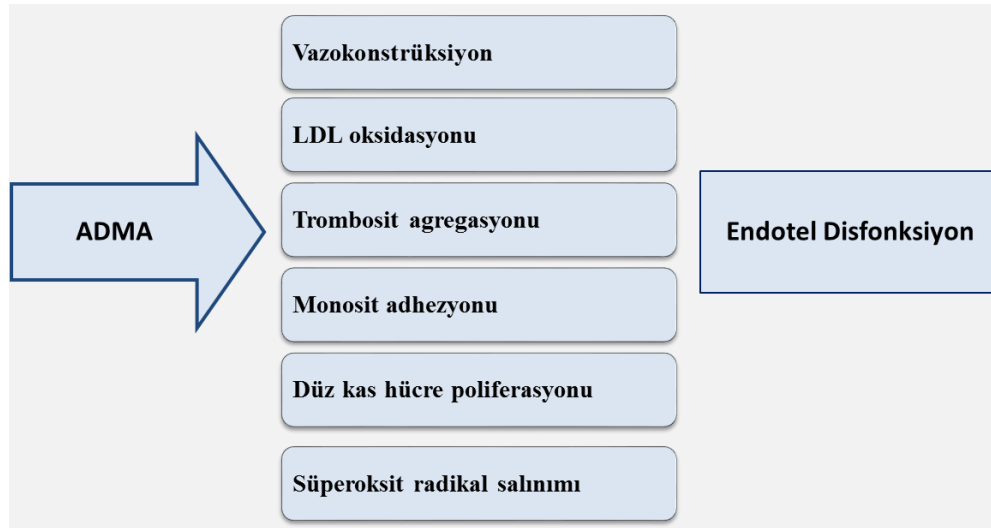 ADMA
Vazokonstrüksiyon
LDL oksidasyonu
Trombosit agregasyonu
Monosit adhezyonu
Düz kas hücre poliferasyonu
Süperoksit radikal salınımı
Endotel Disfonksiyon